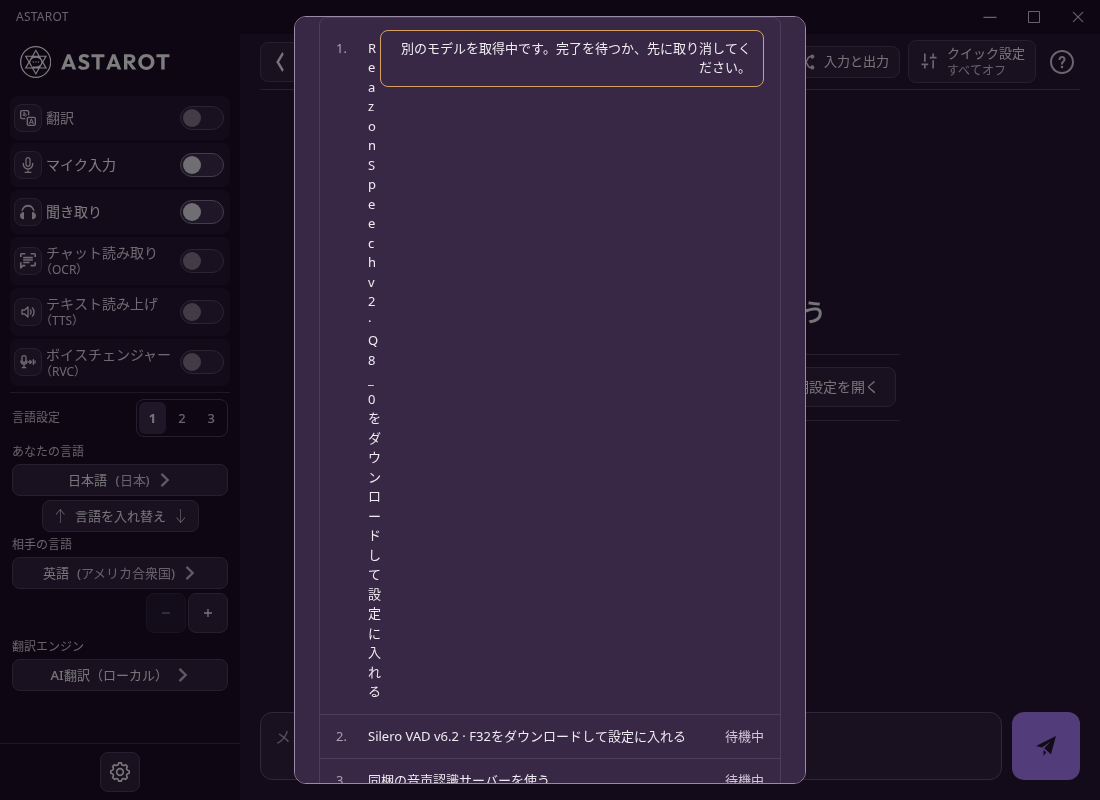 ASTAROT
ASTAROT
翻訳
マイク入力
聞き取り
チャット読み取り
（OCR）
テキスト読み上げ
（TTS）
ボイスチェンジャー
（RVC）
言語設定
1 2 3
あなたの言語
日本語（日本）
言語を入れ替え
相手の言語
英語（アメリカ合衆国）
− +
翻訳エンジン
AI翻訳（ローカル）
入力と出力
クイック設定
すべてオフ
?
う
設定を開く
メ
1.
R
e
a
z
o
n
S
p
e
e
c
h
v
2
·
Q
8
_
0
を
ダ
ウ
ン
ロ
ー
ド
し
て
設
定
に
入
れ
る
別のモデルを取得中です。完了を待つか、先に取り消してく
ださい。
2. Silero VAD v6.2 · F32をダウンロードして設定に入れる 待機中
3. 同梱の音声認識サーバーを使う 待機中